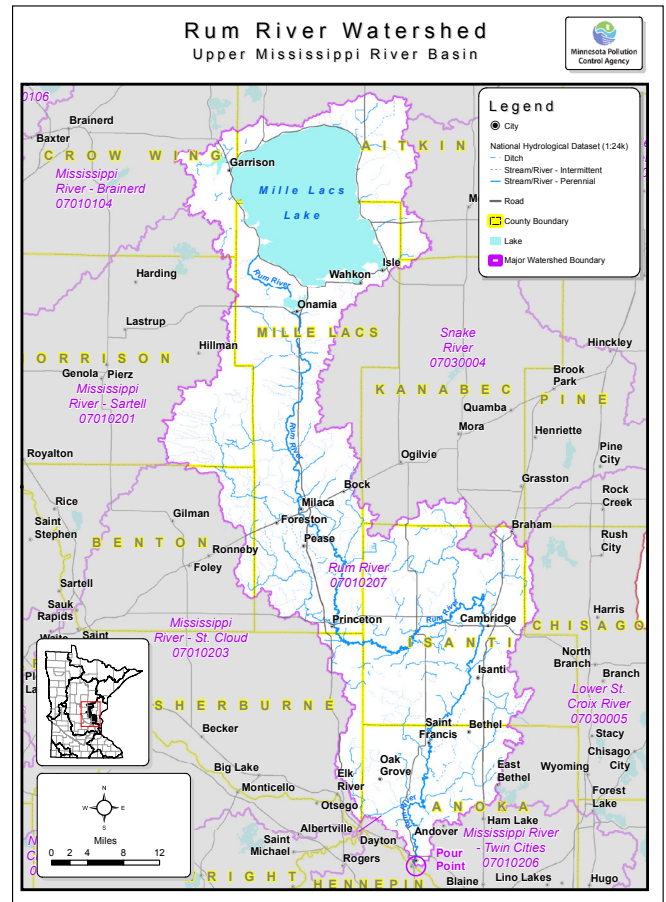 Rum River Watershed
Upper Mississippi River Basin
Minnesota Pollution
Control Agency
0106
Brainerd
Baxter
CROW WING
AITKIN
Garrison
Mississippi
River - Brainerd
07010104
Mille Lacs
Lake
Legend
City
National Hydrological Dataset (1:24k)
Ditch
Stream/River - Intermittent
Stream/River - Perennial
Road
County Boundary
Lake
Major Watershed Boundary
Harding
Rum River
Wahkon
Isle
Onamia
Lastrup
MILLE LACS
Snake
River
07030004
Hillman
Hinckley
ORRISON
Genola
Pierz
Mississippi
River - Sartell
07010201
KANABEC
Brook
Park
PINE
Quamba
Mora
Henriette
Rum River
Royalton
Ogilvie
Pine
City
Bock
Grasston
Rice
Milaca
Rock
Creek
Saint
Stephen
Gilman
Foreston
Braham
BENTON
Ronneby
Pease
Rush
City
Foley
Rum River
07010207
Sartell
Sauk
Rapids
Princeton
Rum River
Cambridge
Harris
CHISAGO
Saint
Mississippi
River - St. Cloud
07010203
ISANTI
North
Branch
Isanti
Branch
Lower St.
Croix River
07030005
SHERBURNE
Becker
Saint
Francis
Bethel
Stacy
Chisago
City
Big Lake
Oak
Grove
East
Bethel
Wyoming
Monticello
Elk
River
Forest
Lake
Otsego
ANOKA
N
W
E
S
Miles
0 2 4 8 12
Albertville
Dayton
Andover
Ham Lake
Mississippi River
- Twin Cities
07010206
Saint
Michael
Rogers
Pour
Point
WRIGHT
HENNEPIN
Blaine
Lino Lakes
Hugo